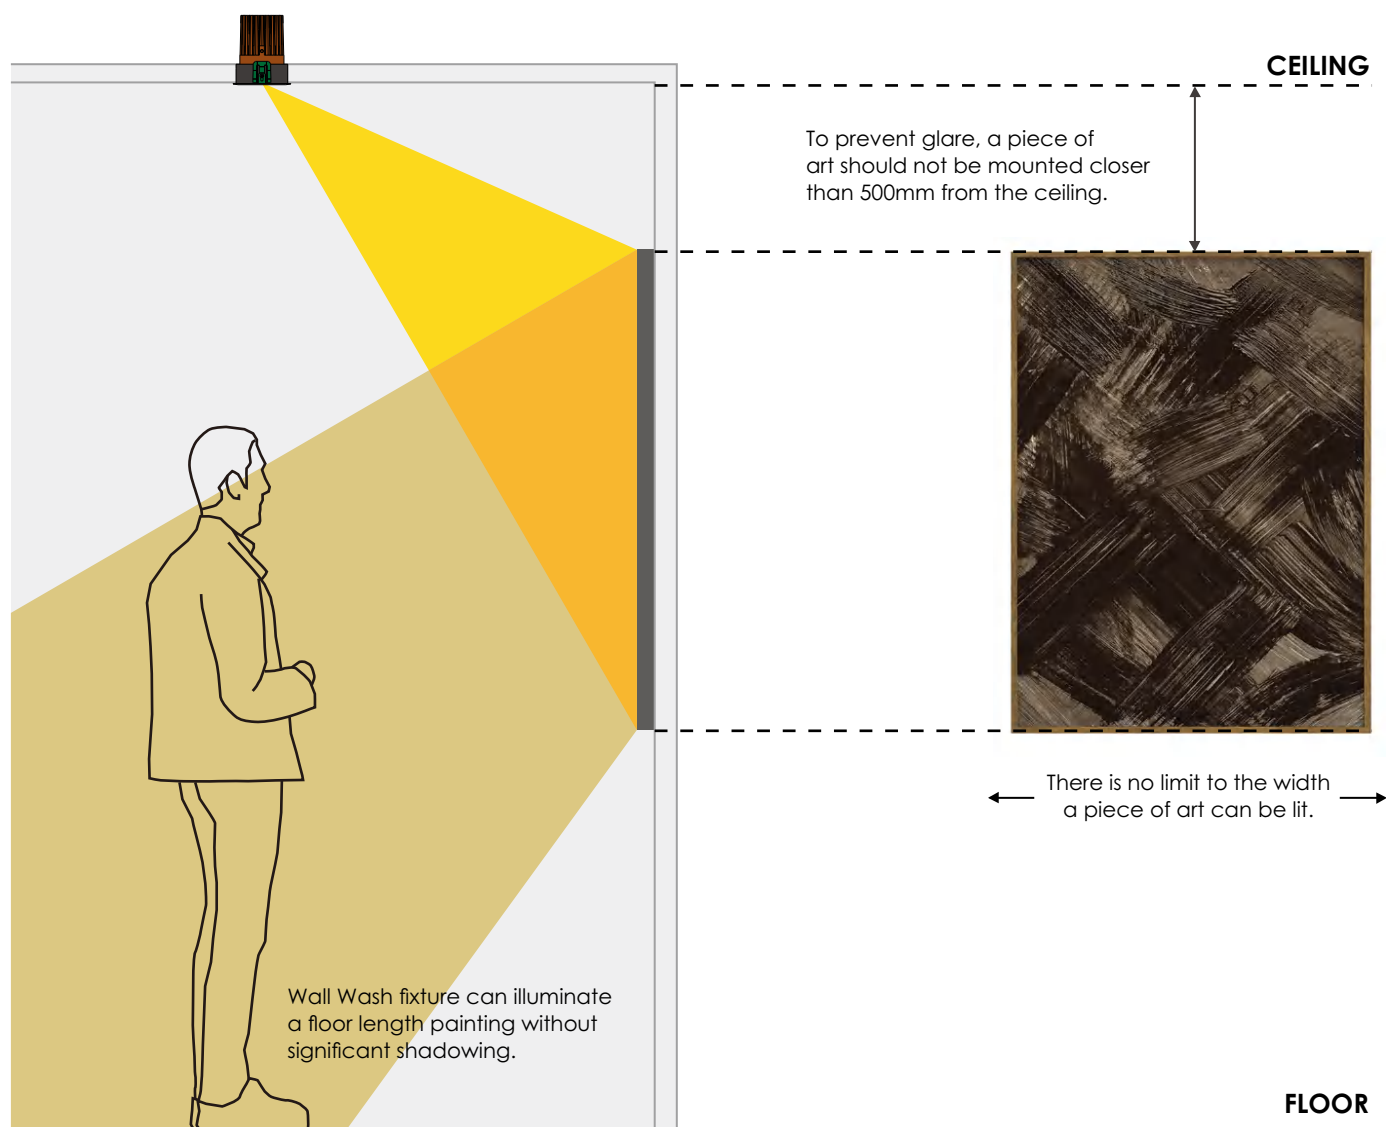 CEILING
To prevent glare, a piece of
art should not be mounted closer
than 500mm from the ceiling.
There is no limit to the width
a piece of art can be lit.
Wall Wash fixture can illuminate
a floor length painting without
significant shadowing.
FLOOR